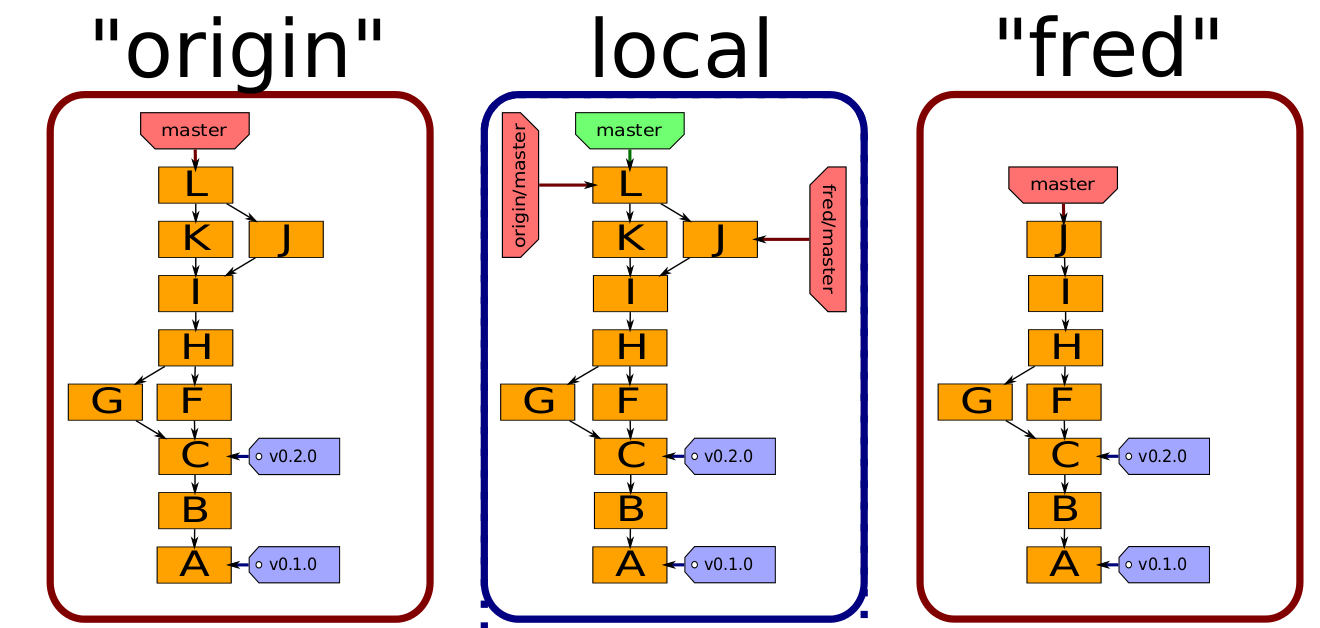 "origin"
master
L
K J
I
H
G F
C v0.2.0
B
A v0.1.0
local
origin/master
master
L
fred/master
K J
I
H
G F
C v0.2.0
B
A v0.1.0
"fred"
master
J
I
H
G F
C v0.2.0
B
A v0.1.0